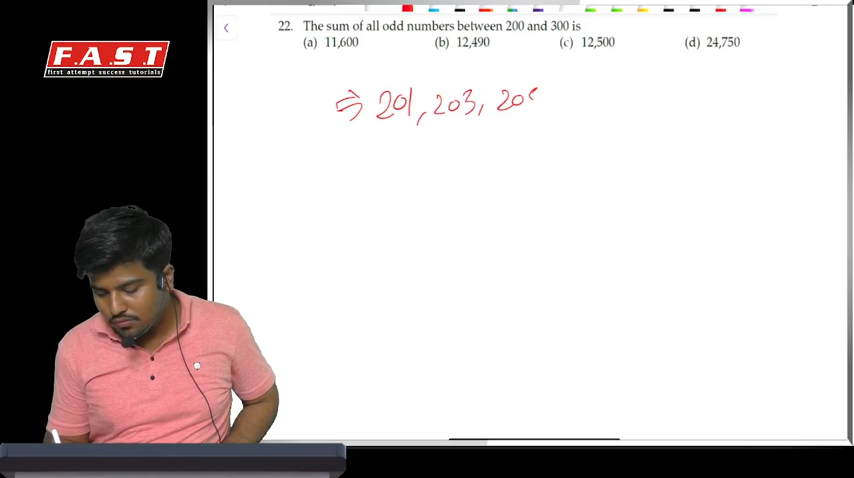 F.A.S.T
first attempt success tutorials
22. The sum of all odd numbers between 200 and 300 is
(a) 11,600 (b) 12,490 (c) 12,500 (d) 24,750
⇒ 201, 203,